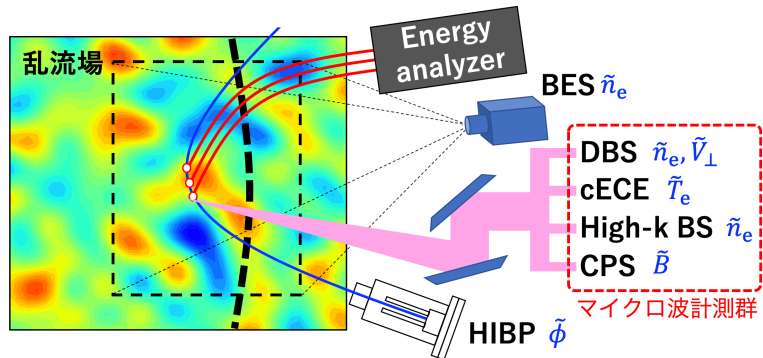 乱流場
Energy
analyzer
BES ñₑ
DBS ñₑ, Ṽ⊥
cECE T̃ₑ
High-k BS ñₑ
CPS B̃
マイクロ波計測群
HIBP ϕ̃